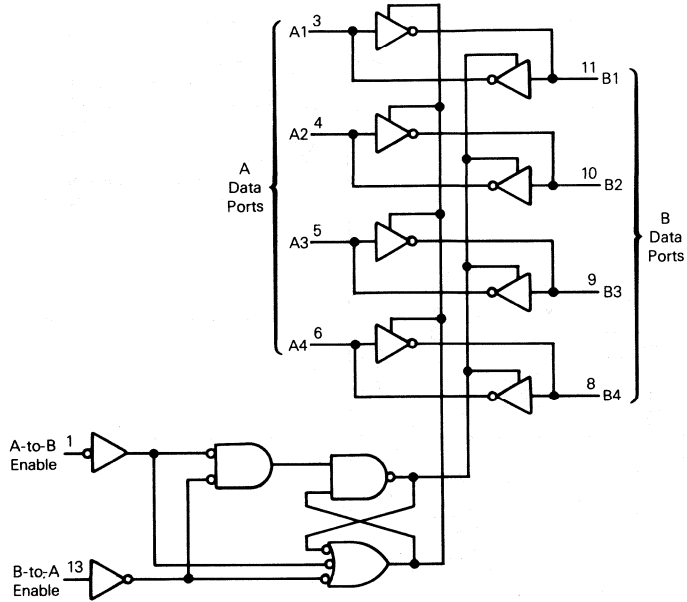 A1 3
11 B1
A2 4
10 B2
A Data Ports
A3 5
B Data Ports
9 B3
A4 6
8 B4
A-to-B Enable 1
B-to-A Enable 13